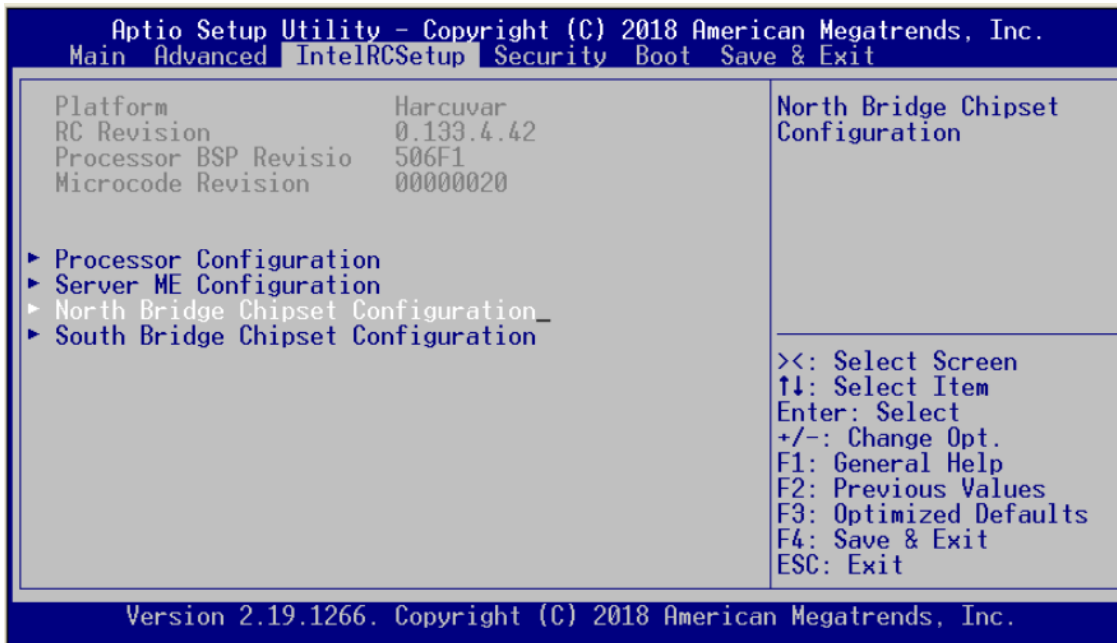 Aptio Setup Utility – Copyright (C) 2018 American Megatrends, Inc.
Main Advanced IntelRCSetup Security Boot Save & Exit
Platform Harcuvar
RC Revision 0.133.4.42
Processor BSP Revisio 506F1
Microcode Revision 00000020
► Processor Configuration
► Server ME Configuration
► North Bridge Chipset Configuration_
► South Bridge Chipset Configuration
North Bridge Chipset
Configuration
><: Select Screen
↑↓: Select Item
Enter: Select
+/-: Change Opt.
F1: General Help
F2: Previous Values
F3: Optimized Defaults
F4: Save & Exit
ESC: Exit
Version 2.19.1266. Copyright (C) 2018 American Megatrends, Inc.